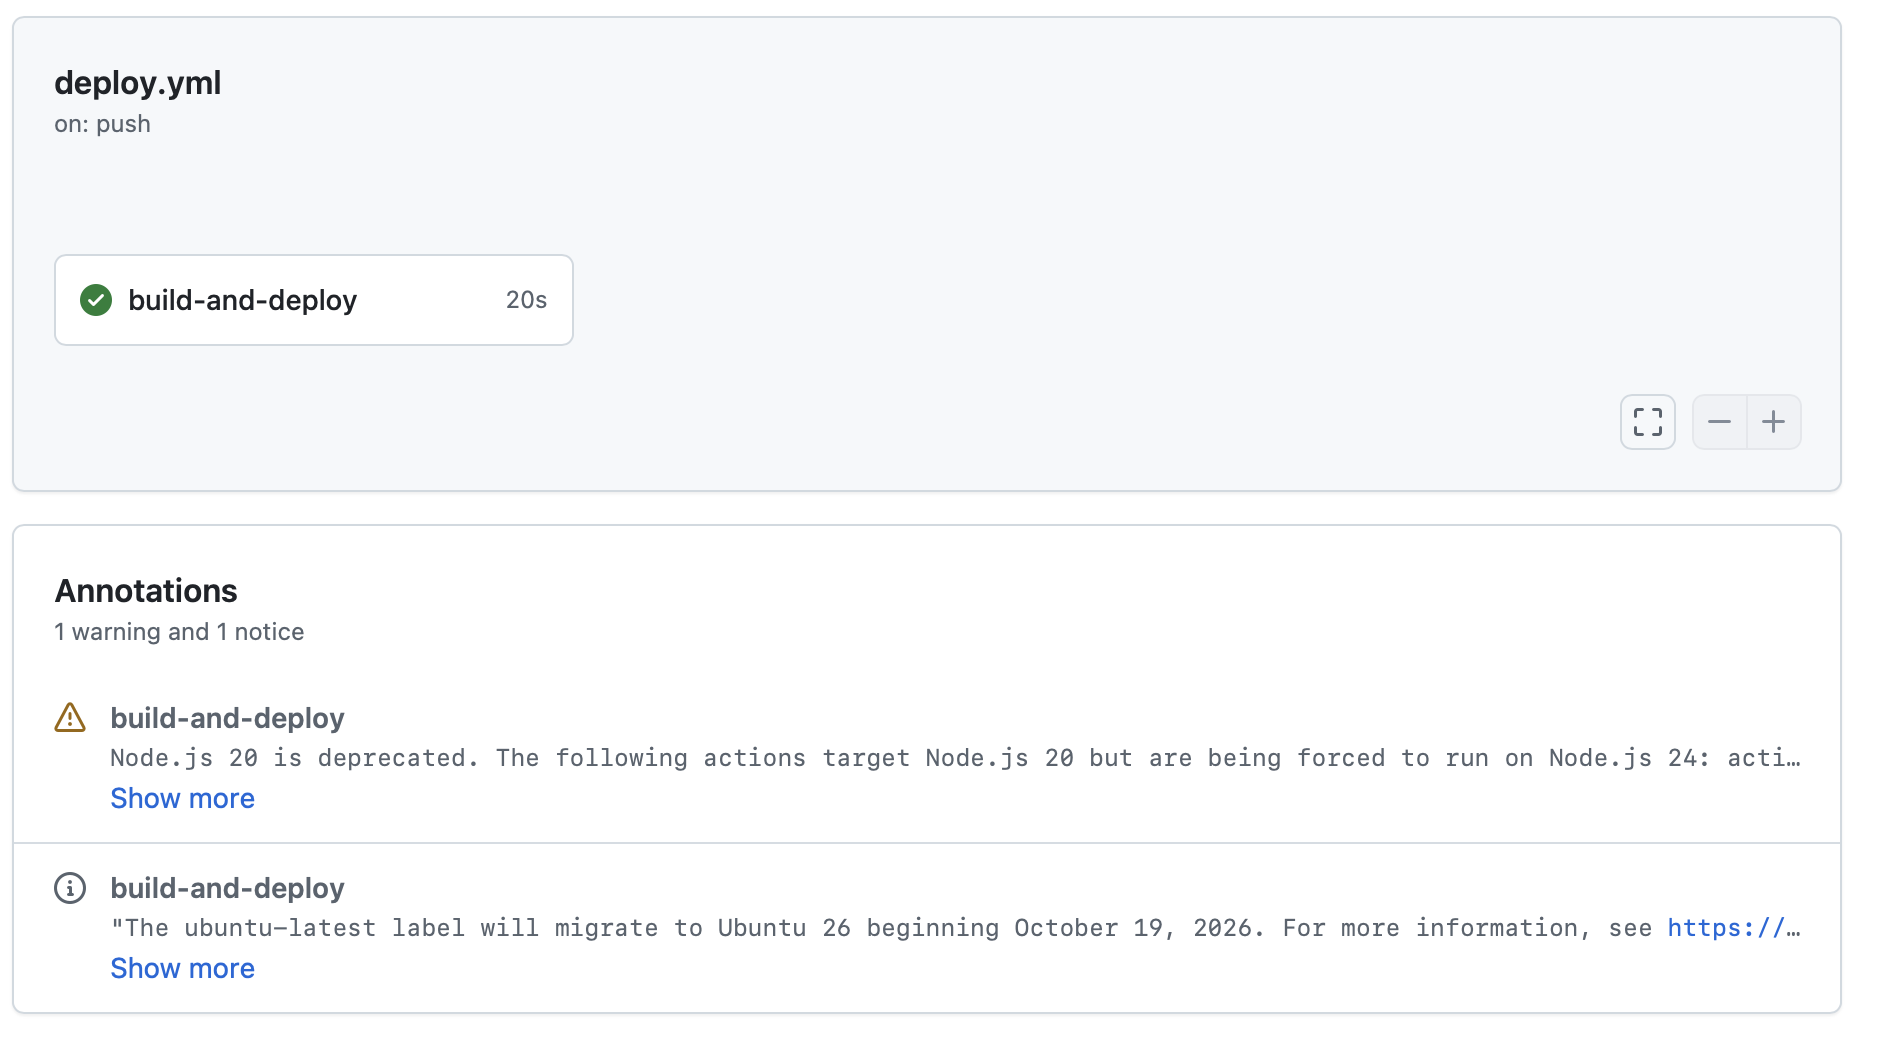 deploy.yml
on: push
build-and-deploy 20s
Annotations
1 warning and 1 notice
build-and-deploy
Node.js 20 is deprecated. The following actions target Node.js 20 but are being forced to run on Node.js 24: acti…
Show more
build-and-deploy
"The ubuntu-latest label will migrate to Ubuntu 26 beginning October 19, 2026. For more information, see https://…
Show more